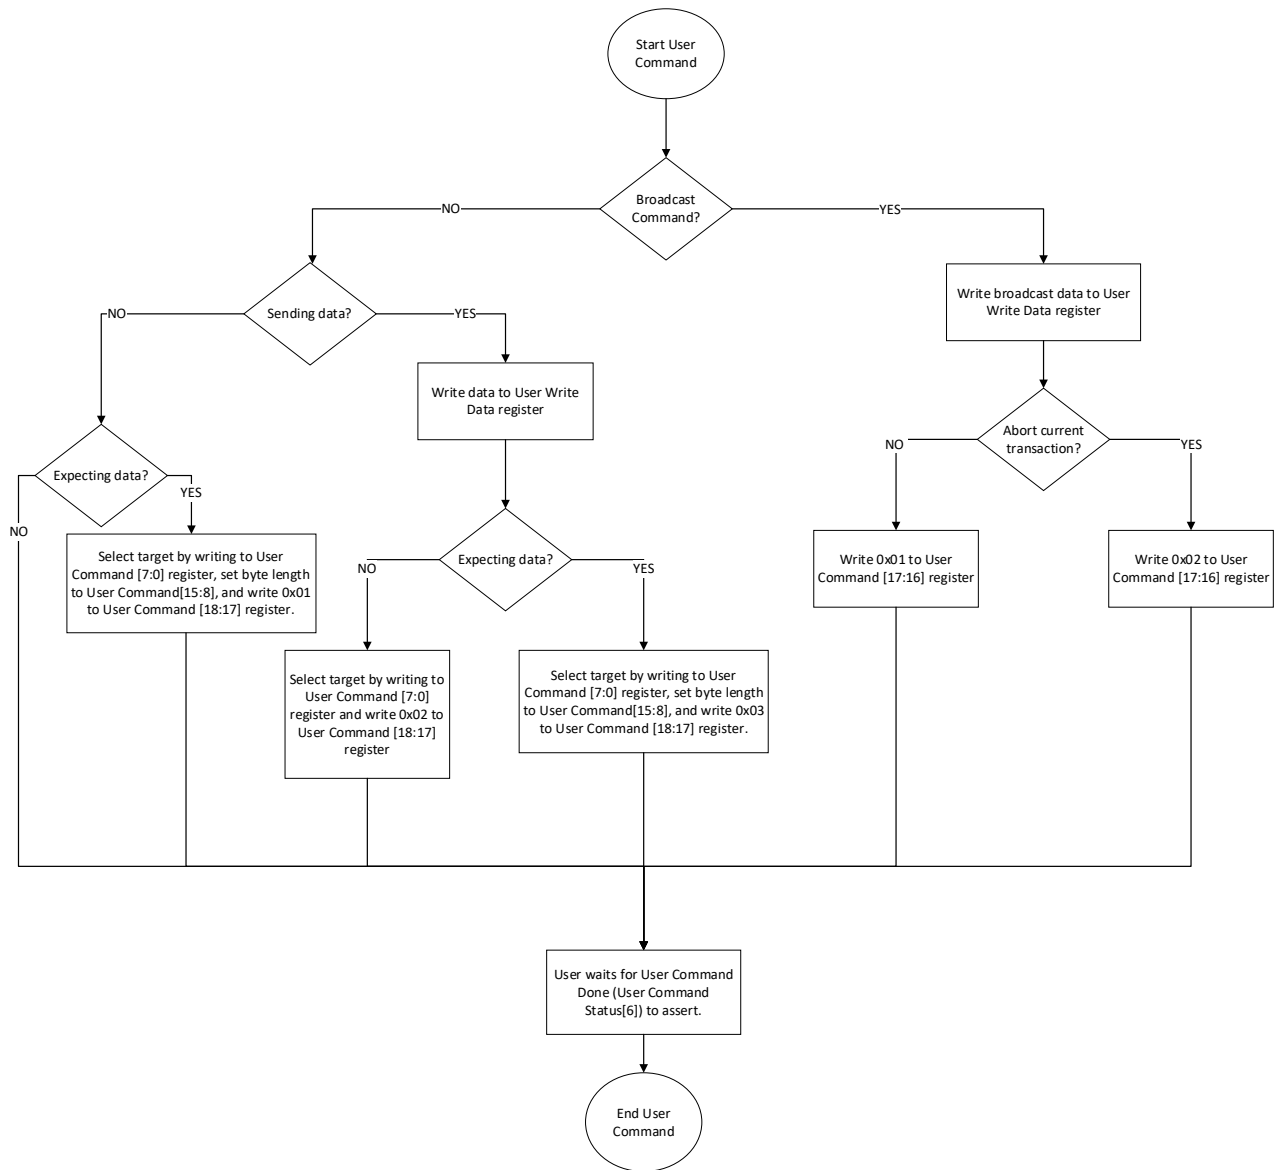 Start User
Command
Broadcast
Command?
NO
YES
Sending data?
NO
YES
Write broadcast data to User
Write Data register
Write data to User Write
Data register
Abort current
transaction?
NO
YES
Expecting data?
YES
NO
Select target by writing to User
Command [7:0] register, set byte length
to User Command[15:8], and write 0x01
to User Command [18:17] register.
Expecting data?
NO
YES
Write 0x01 to User
Command [17:16] register
Write 0x02 to User
Command [17:16] register
Select target by writing to
User Command [7:0]
register and write 0x02 to
User Command [18:17]
register
Select target by writing to User
Command [7:0] register, set byte length
to User Command[15:8], and write 0x03
to User Command [18:17] register.
User waits for User Command
Done (User Command
Status[6]) to assert.
End User
Command